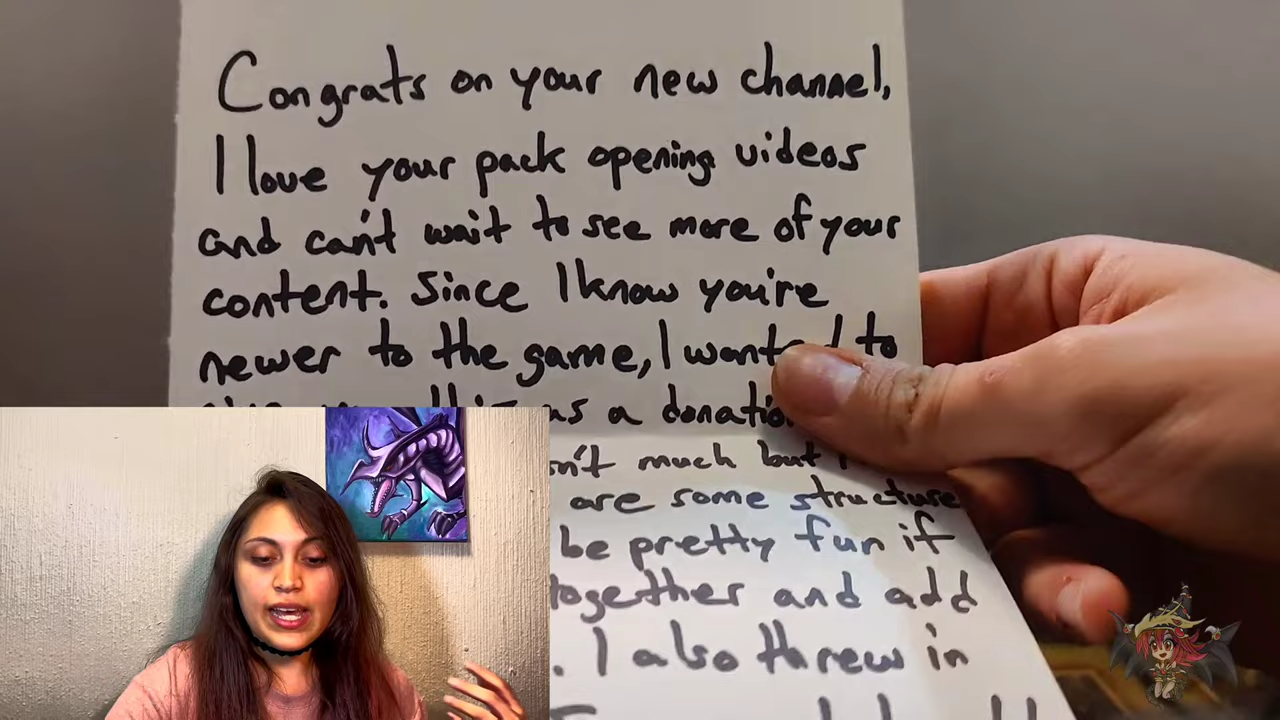 Congrats on your new channel,
I love your pack opening videos
and can't wait to see more of your
content. Since I know you're
newer to the game, I wanted to
as a donation
much but
are some structure
be pretty fun if
together and add
. I also threw in